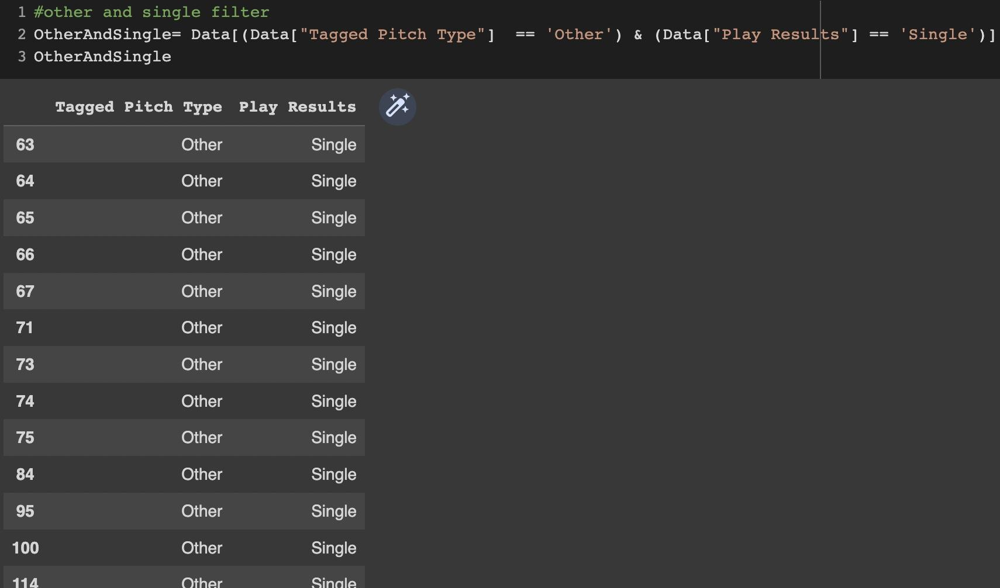 1 #other and single filter
2 OtherAndSingle= Data[(Data["Tagged Pitch Type"]  == 'Other') & (Data["Play Results"] == 'Single')]
3 OtherAndSingle
Tagged Pitch Type Play Results
63 Other Single
64 Other Single
65 Other Single
66 Other Single
67 Other Single
71 Other Single
73 Other Single
74 Other Single
75 Other Single
84 Other Single
95 Other Single
100 Other Single
114 Other Single